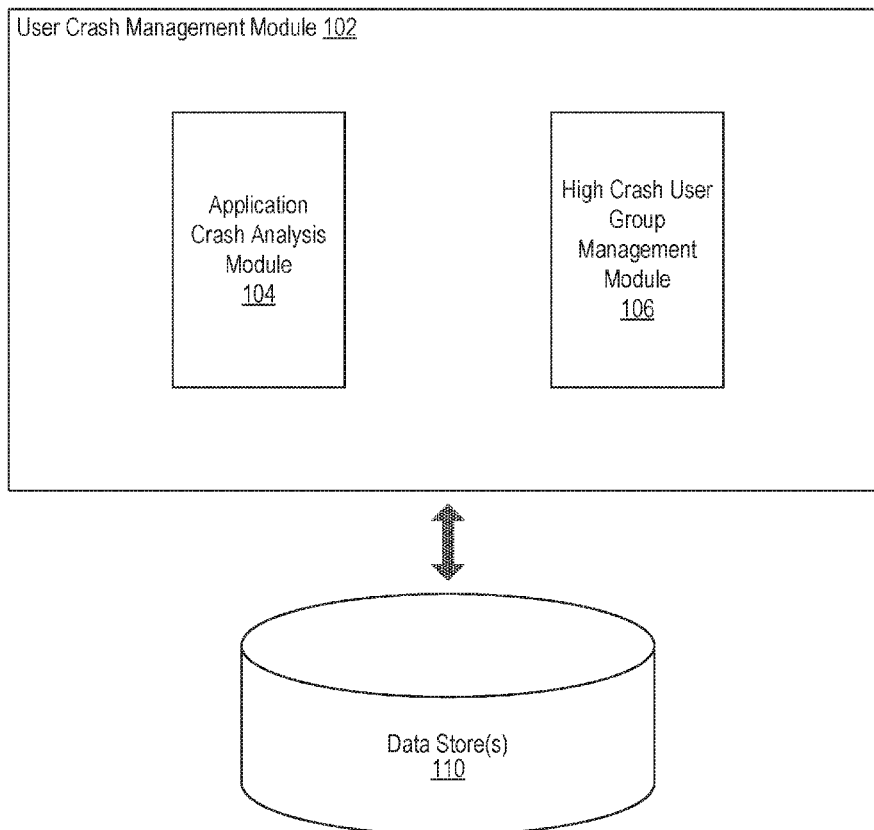 User Crash Management Module 102
Application
Crash Analysis
Module
104
High Crash User
Group
Management
Module
106
Data Store(s)
110